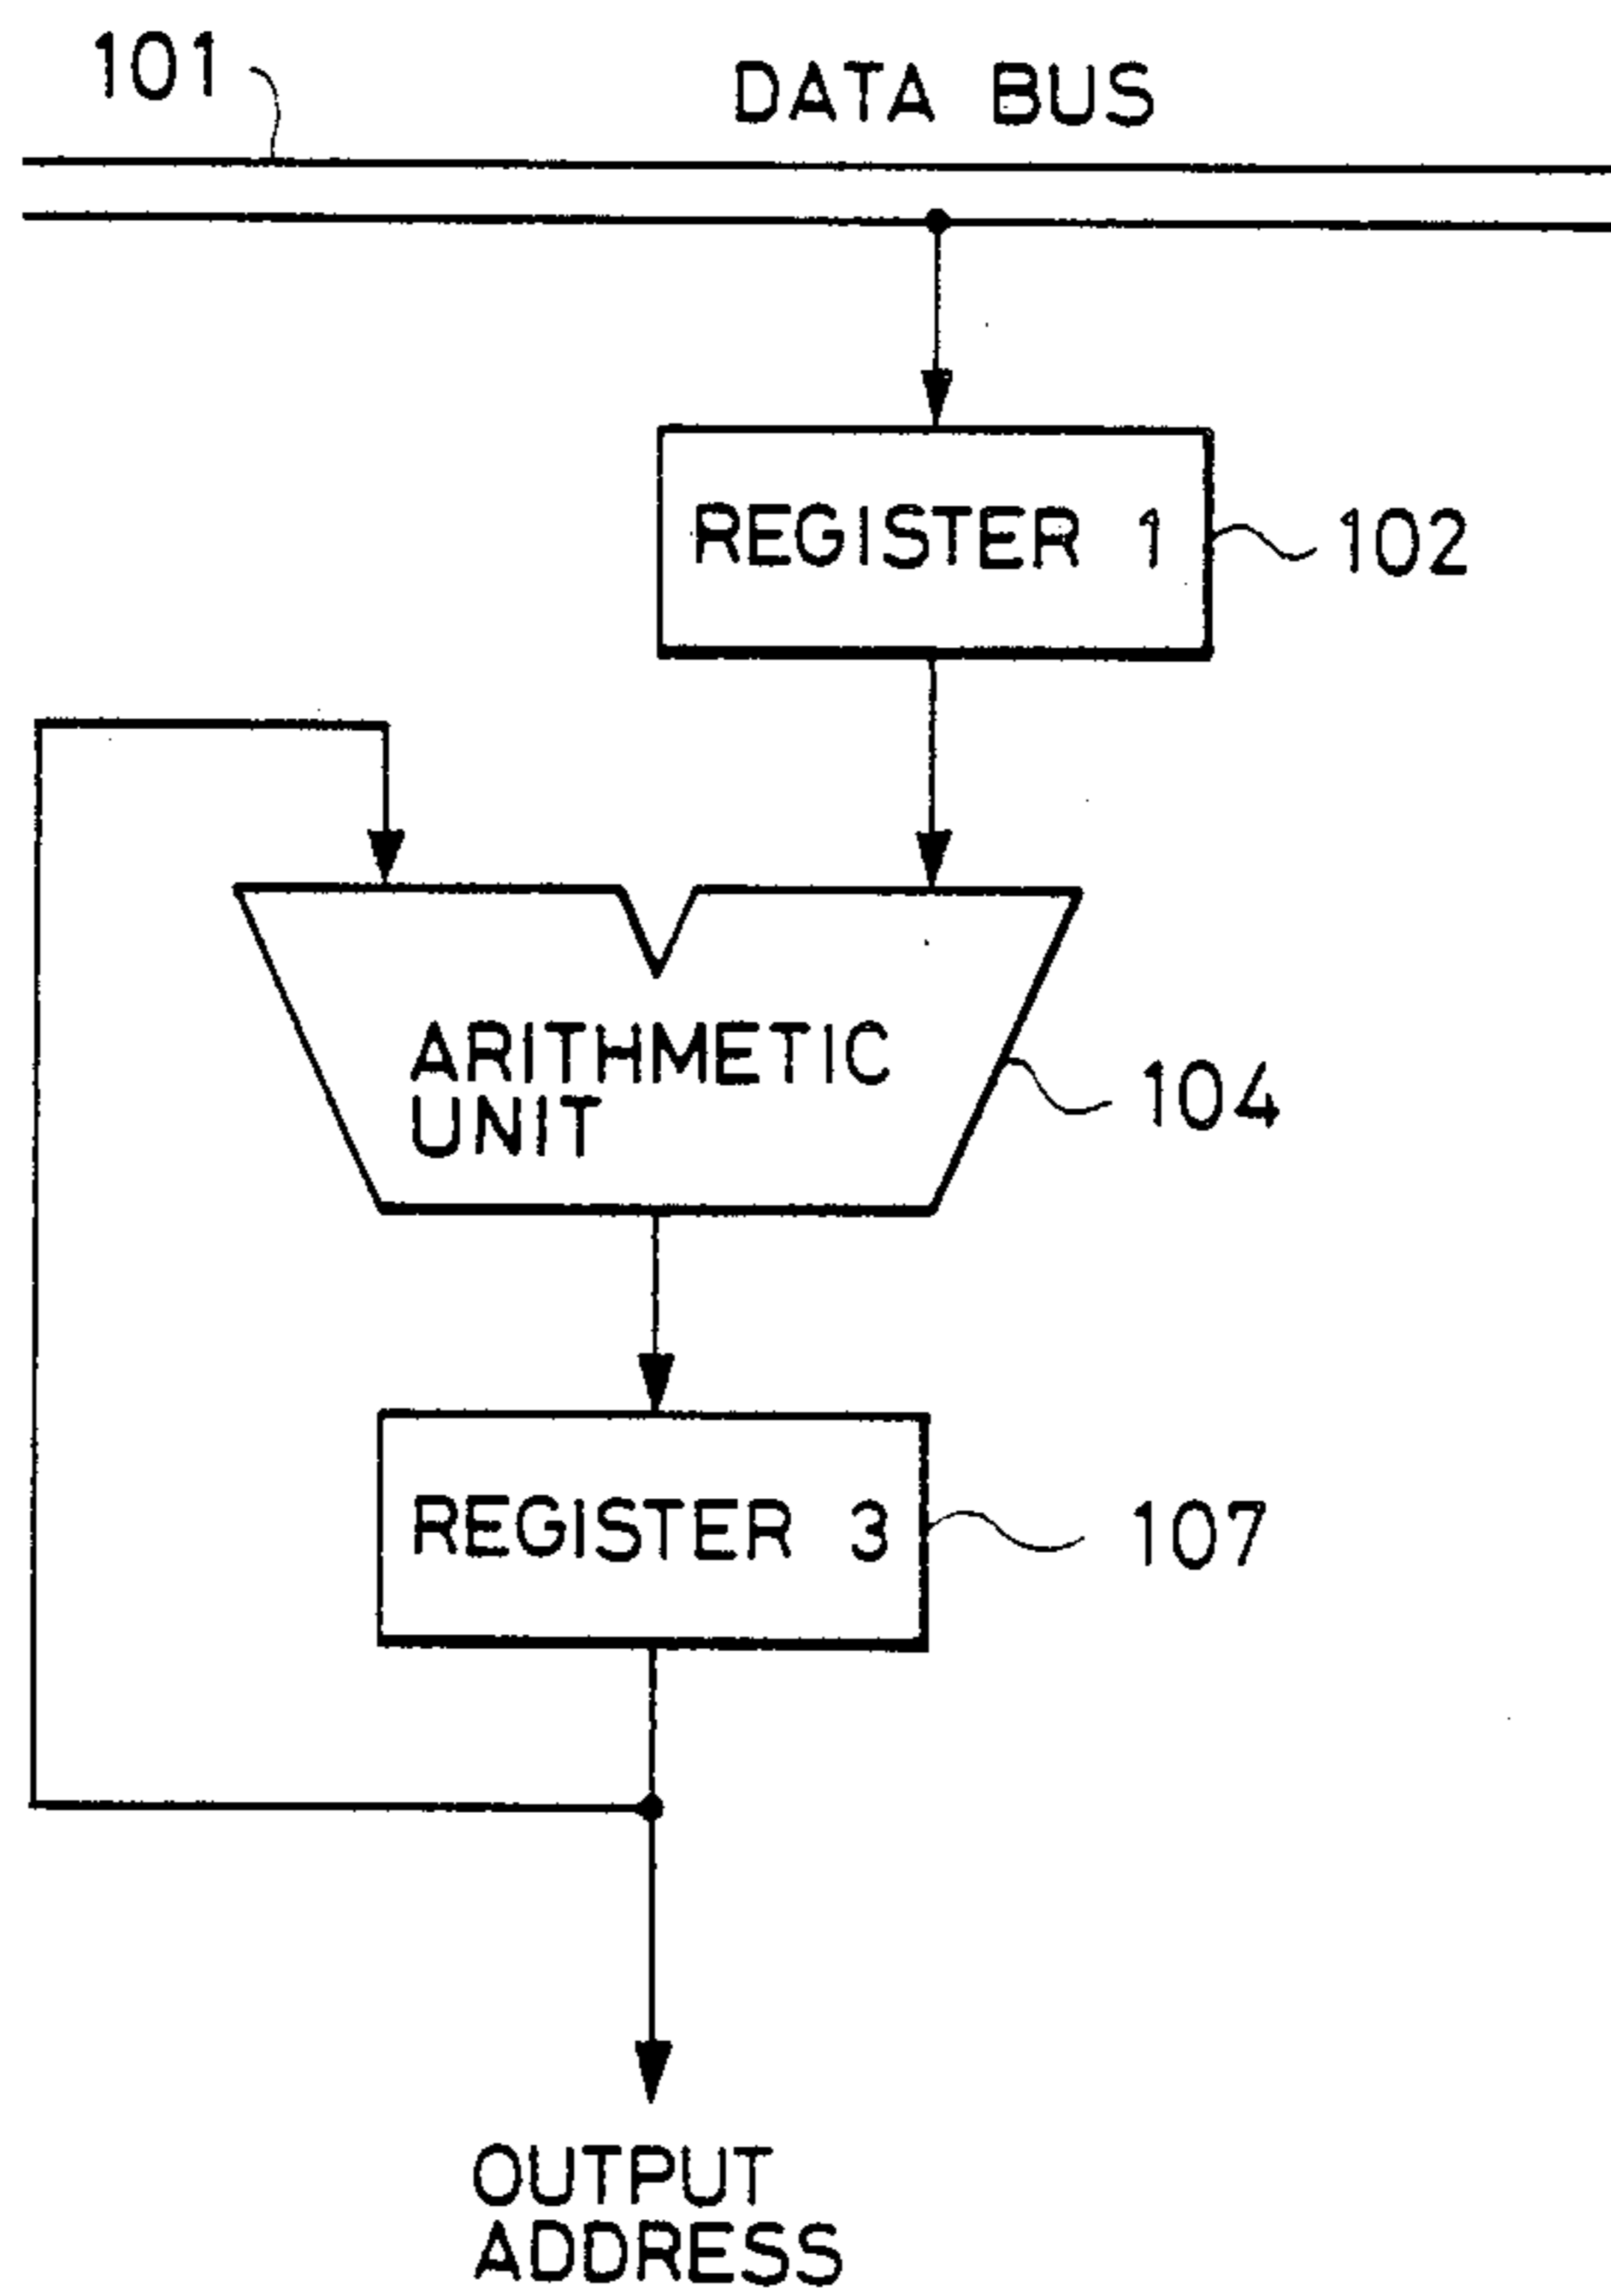 101
DATA BUS
REGISTER 1
102
ARITHMETIC
UNIT
104
REGISTER 3
107
OUTPUT
ADDRESS